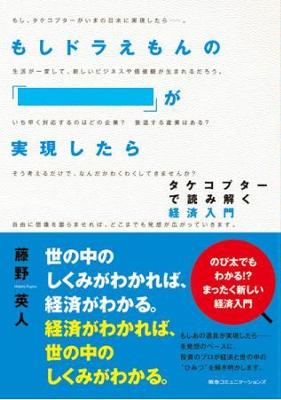 もし、タケコプターがいまの日本に実現したら——。
もしドラえもんの
生活が一変して、新しいビジネスや価値観が生まれるだろう。
「　　　　　　」が
いち早く対応するのはどの企業？　衰退する産業はある？
実現したら
そう考えるだけで、なんだかわくわくしてきませんか？
タケコプター
で読み解く
経済入門
自由に想像を膨らませれば、どこまでも発想が広がっていきます。
藤野英人
世の中の
しくみがわかれば、
経済がわかる。
経済がわかれば、
世の中の
しくみがわかる。
のび太でも
わかる!?
まったく新しい
経済入門
もしあの道具が実現したら——
を発想のベースに、
投資のプロが経済と世の中の
“ひみつ”を解き明かします。
阪急コミュニケーションズ